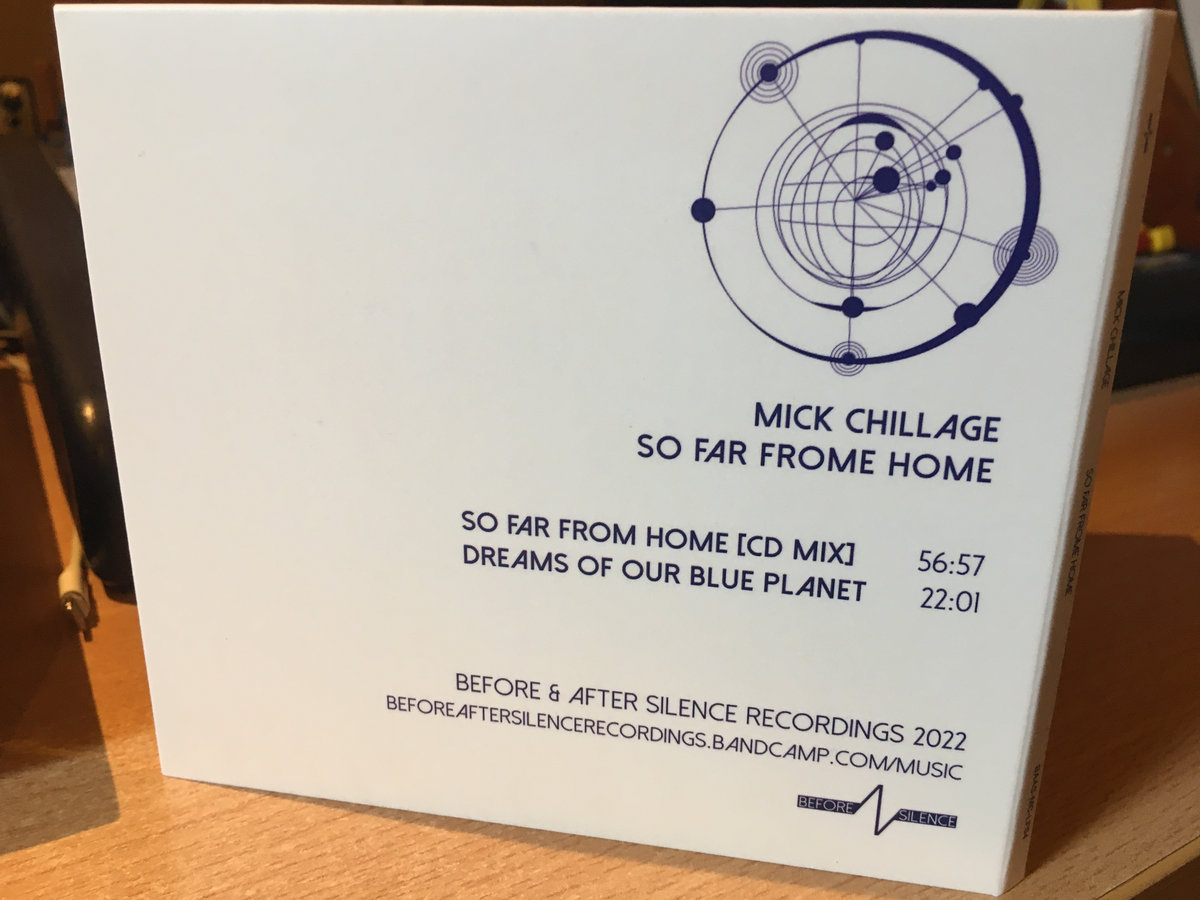 MICK CHILLAGE
SO FAR FROME HOME
SO FAR FROM HOME [CD MIX] 56:57
DREAMS OF OUR BLUE PLANET 22:01
BEFORE & AFTER SILENCE RECORDINGS 2022
BEFOREAFTERSILENCERECORDINGS.BANDCAMP.COM/MUSIC
BEFORE SILENCE
MICK CHILLAGE
SO FAR FROME HOME